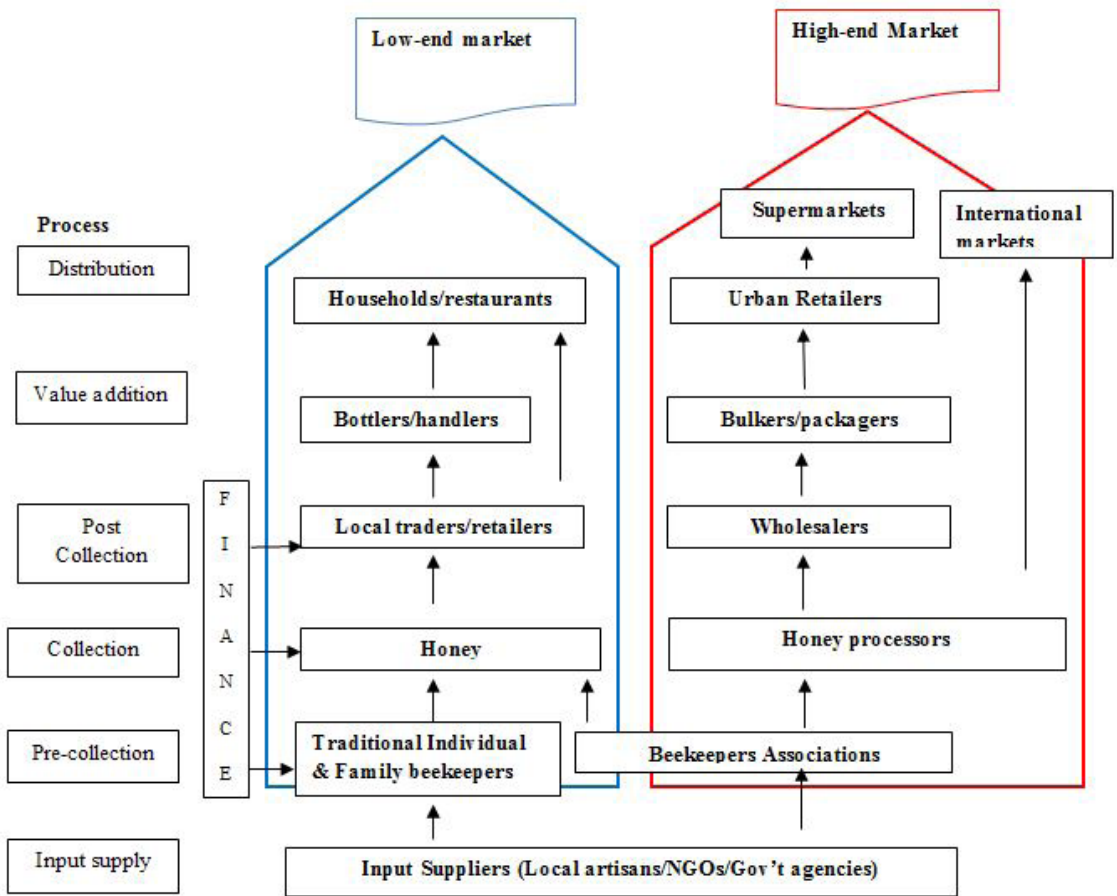 Low-end market
High-end Market
Process
Supermarkets
International
markets
Distribution
Households/restaurants
Urban Retailers
Value addition
Bottlers/handlers
Bulkers/packagers
F
I
N
A
N
C
E
Post
Collection
Local traders/retailers
Wholesalers
Collection
Honey
Honey processors
Pre-collection
Traditional Individual
& Family beekeepers
Beekeepers Associations
Input supply
Input Suppliers (Local artisans/NGOs/Gov't agencies)